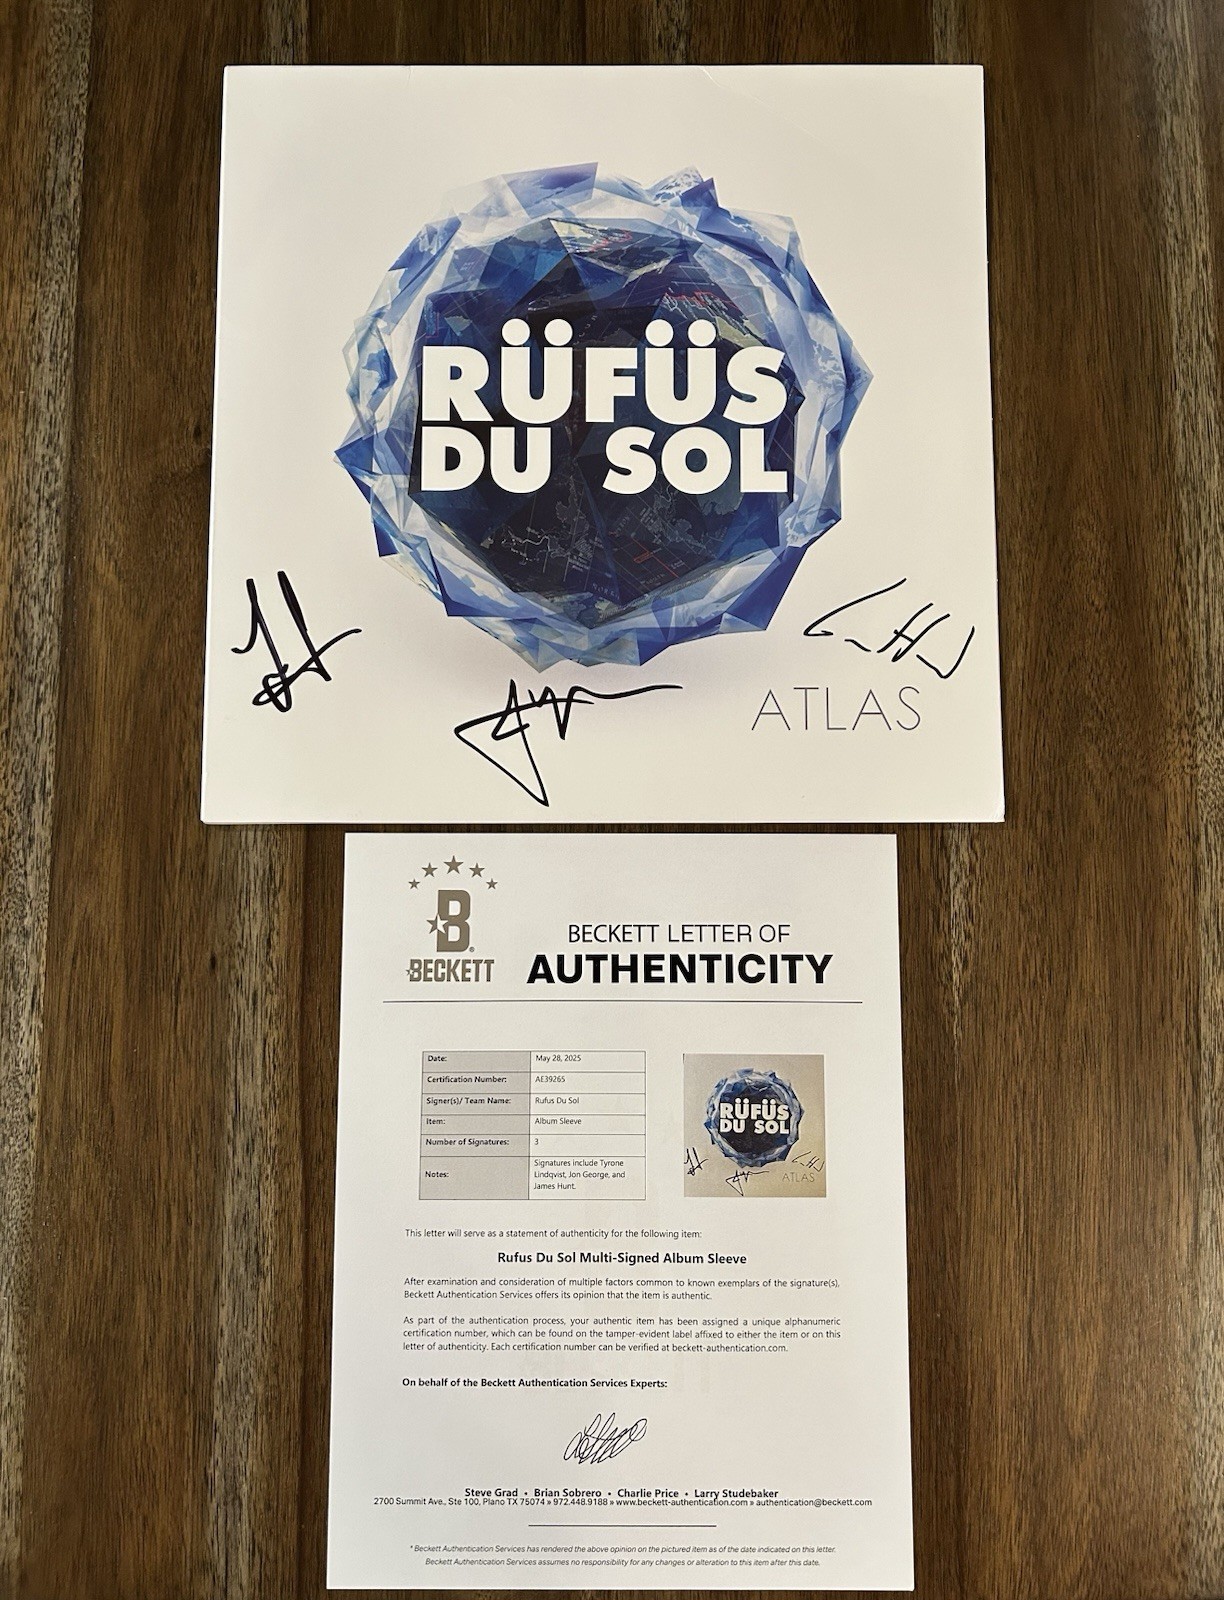 RÜFÜS
DU SOL
ATLAS
B®
BECKETT
BECKETT LETTER OF
AUTHENTICITY
Date: May 28, 2025
Certification Number: AE39265
Signer(s)/ Team Name: Rufus Du Sol
Item: Album Sleeve
Number of Signatures: 3
Notes: Signatures include Tyrone
Lindqvist, Jon George, and
James Hunt.
RÜFÜS
DU SOL
ATLAS
This letter will serve as a statement of authenticity for the following item:
Rufus Du Sol Multi-Signed Album Sleeve
After examination and consideration of multiple factors common to known exemplars of the signature(s),
Beckett Authentication Services offers its opinion that the item is authentic.
As part of the authentication process, your authentic item has been assigned a unique alphanumeric
certification number, which can be found on the tamper-evident label affixed to either the item or on this
letter of authenticity. Each certification number can be verified at beckett-authentication.com.
On behalf of the Beckett Authentication Services Experts:
Steve Grad • Brian Sobrero • Charlie Price • Larry Studebaker
2700 Summit Ave., Ste 100, Plano TX 75074 » 972.448.9188 » www.beckett-authentication.com » authentication@beckett.com
* Beckett Authentication Services has rendered the above opinion on the pictured item as of the date indicated on this letter.
Beckett Authentication Services assumes no responsibility for any changes or alteration to this item after this date.